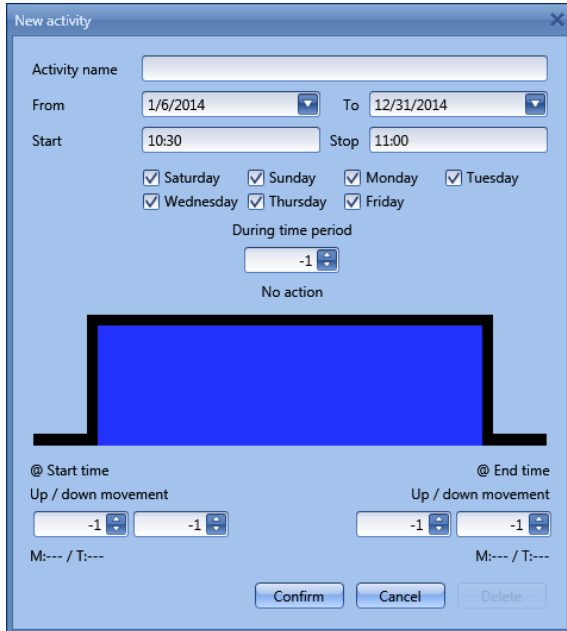 New activity
Activity name
From 1/6/2014 To 12/31/2014
Start 10:30 Stop 11:00
Saturday Sunday Monday Tuesday
Wednesday Thursday Friday
During time period
-1
No action
@ Start time @ End time
Up / down movement Up / down movement
-1 -1 -1 -1
M:--- / T:--- M:--- / T:---
Confirm Cancel Delete